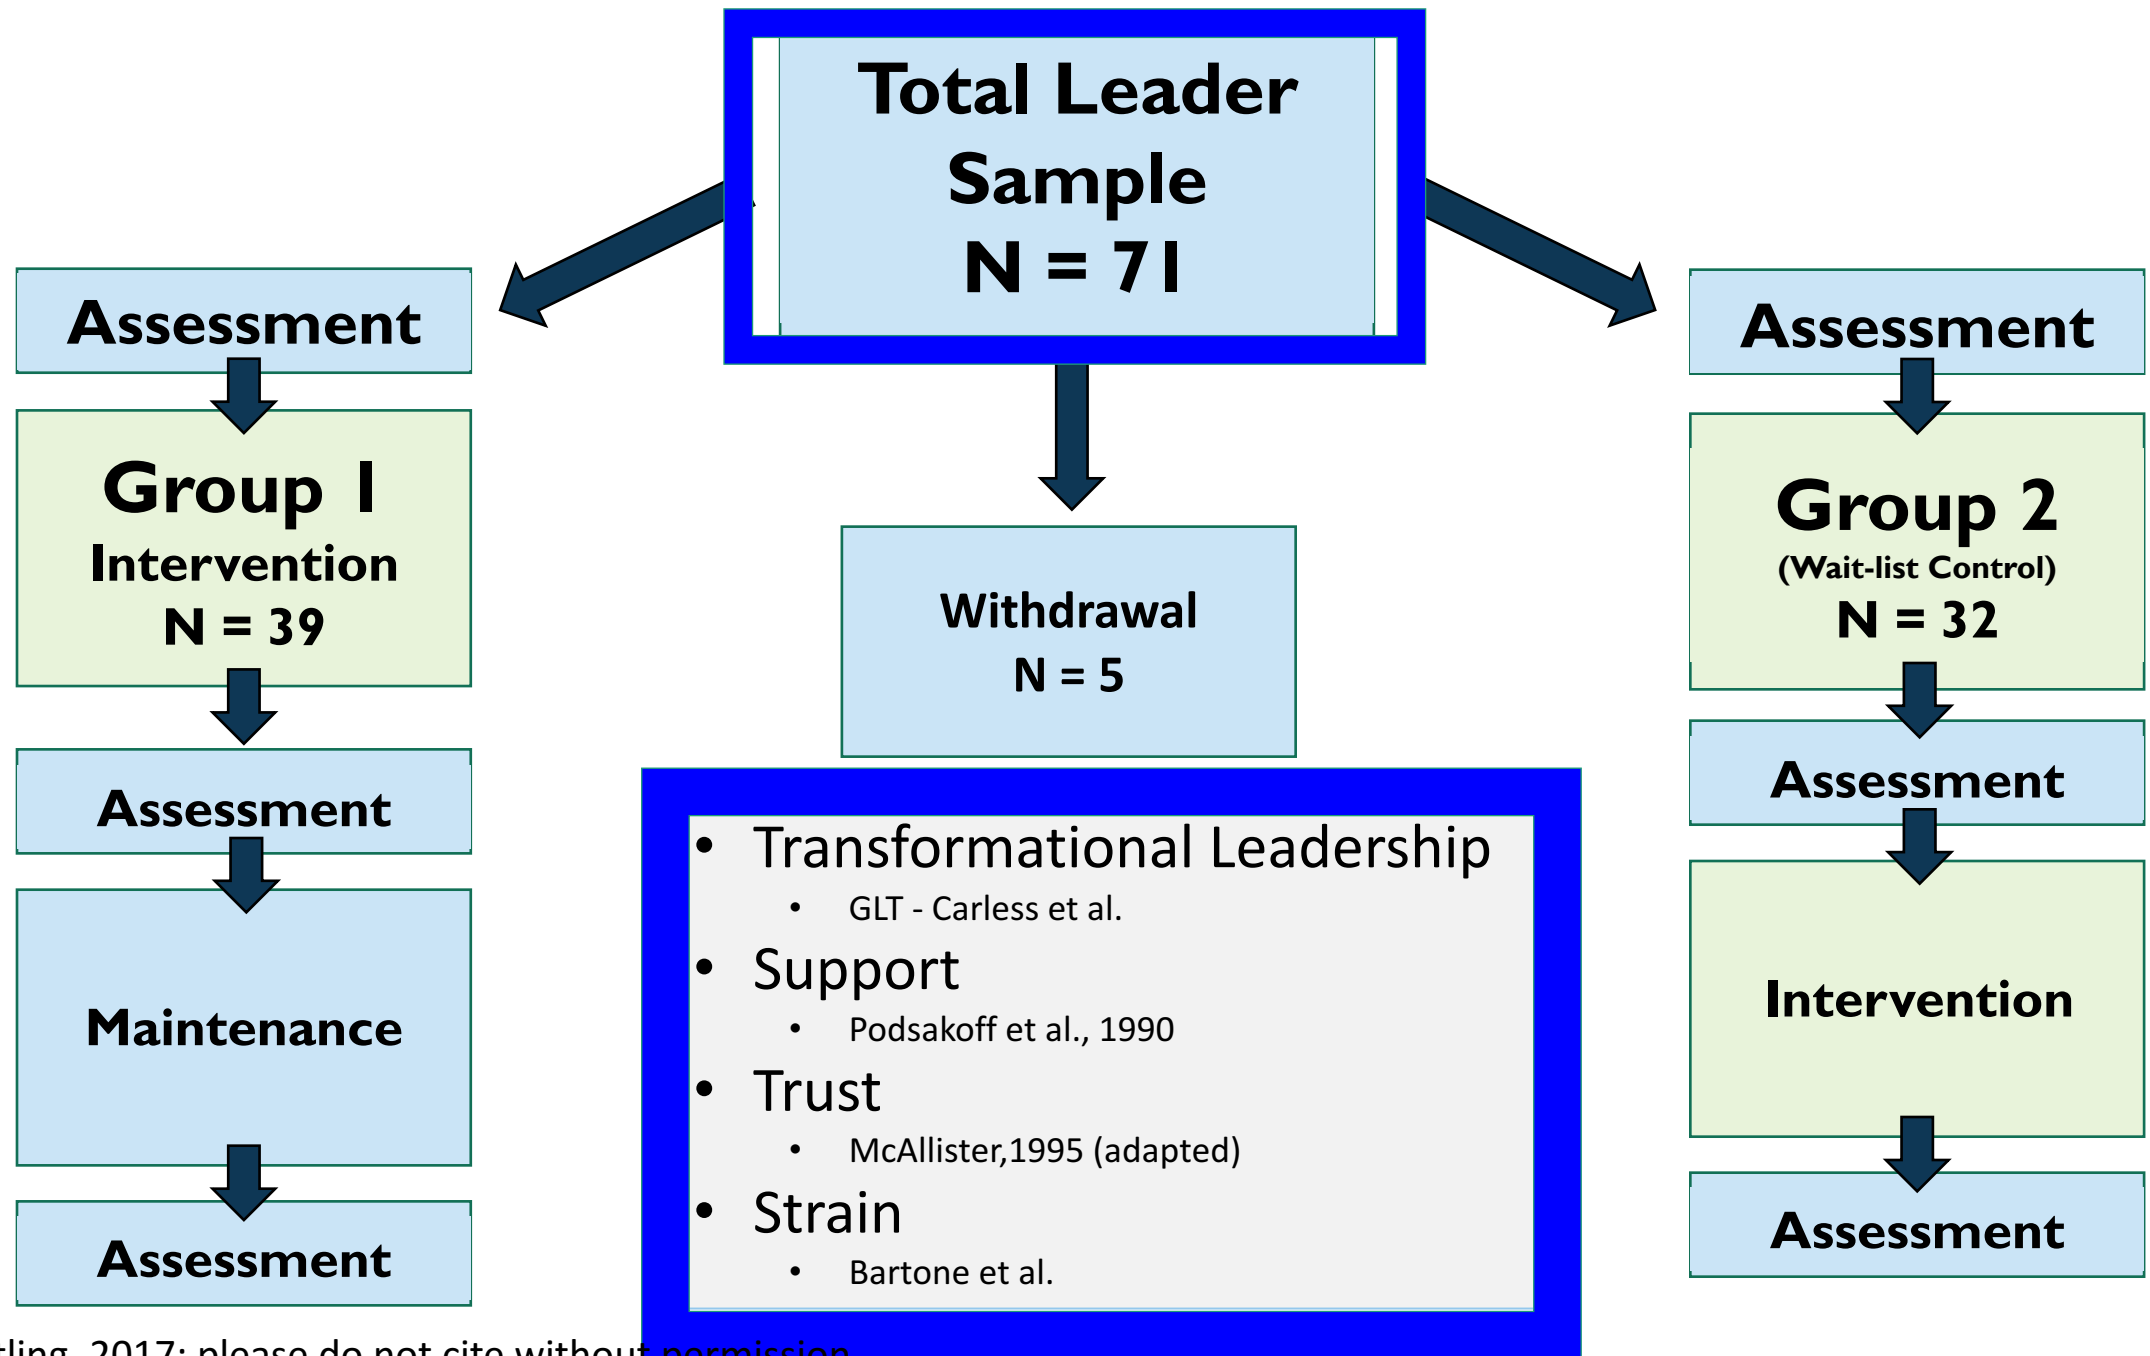 Total Leader
Sample
N = 71
Assessment
Group 1
Intervention
N = 39
Assessment
Maintenance
Assessment
Withdrawal
N = 5
• Transformational Leadership
• GLT - Carless et al.
• Support
• Podsakoff et al., 1990
• Trust
• McAllister,1995 (adapted)
• Strain
• Bartone et al.
Assessment
Group 2
(Wait-list Control)
N = 32
Assessment
Intervention
Assessment
2017; please do not cite without permission